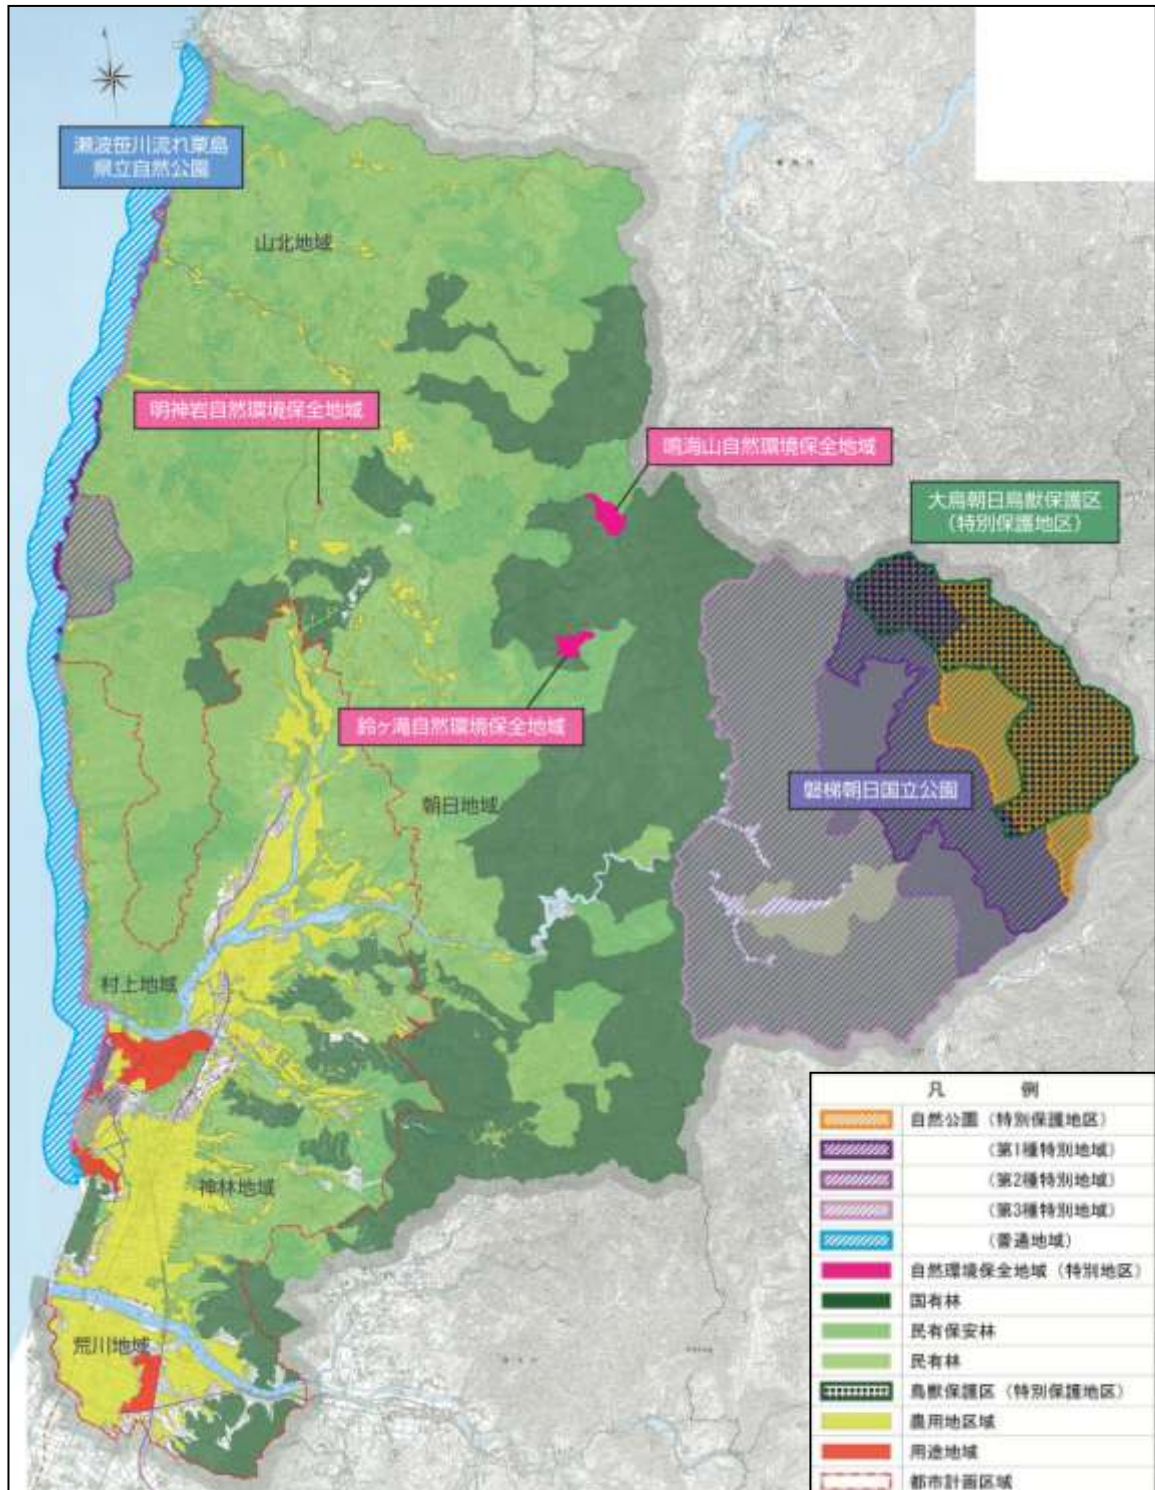 瀬波笹川流れ粟島
県立自然公園
山北地域
明神岩自然環境保全地域
鳴海山自然環境保全地域
大鳥朝日鳥獣保護区
（特別保護地区）
鈴ヶ滝自然環境保全地域
磐梯朝日国立公園
朝日地域
村上地域
神林地域
荒川地域
凡 例
自然公園（特別保護地区）
（第1種特別地域）
（第2種特別地域）
（第3種特別地域）
（普通地域）
自然環境保全地域（特別地区）
国有林
民有保安林
民有林
鳥獣保護区（特別保護地区）
農用地区域
用途地域
都市計画区域